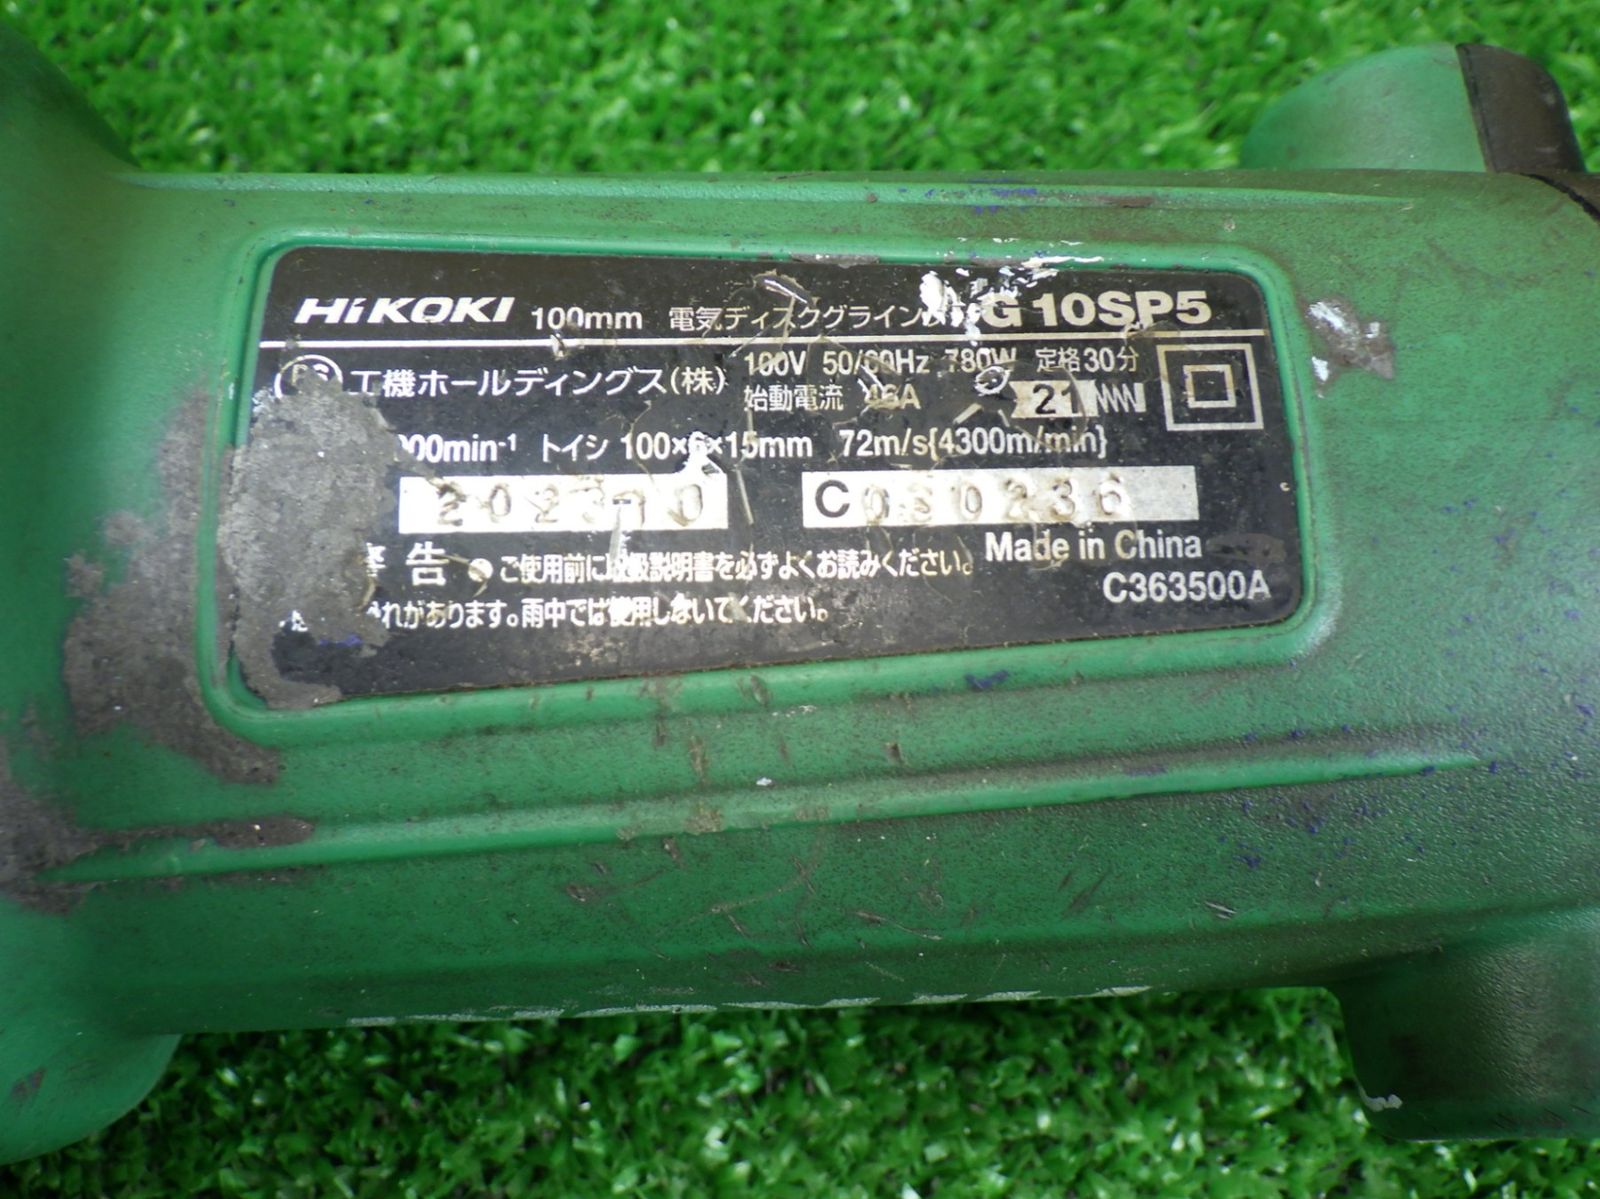 HiKOKI 100mm 電気ディスクグライン G 10SP5
工機ホールディングス(株) 100V 50/60Hz 780W 定格30分
始動電流 21
00min-1 トイシ 100×6×15mm 72m/s{4300m/min}
2023-10 C 0S0236
警告 ●ご使用前に取扱説明書を必ずよくお読みください。 Made in China
れがあります。雨中では使用しないでください。 C363500A